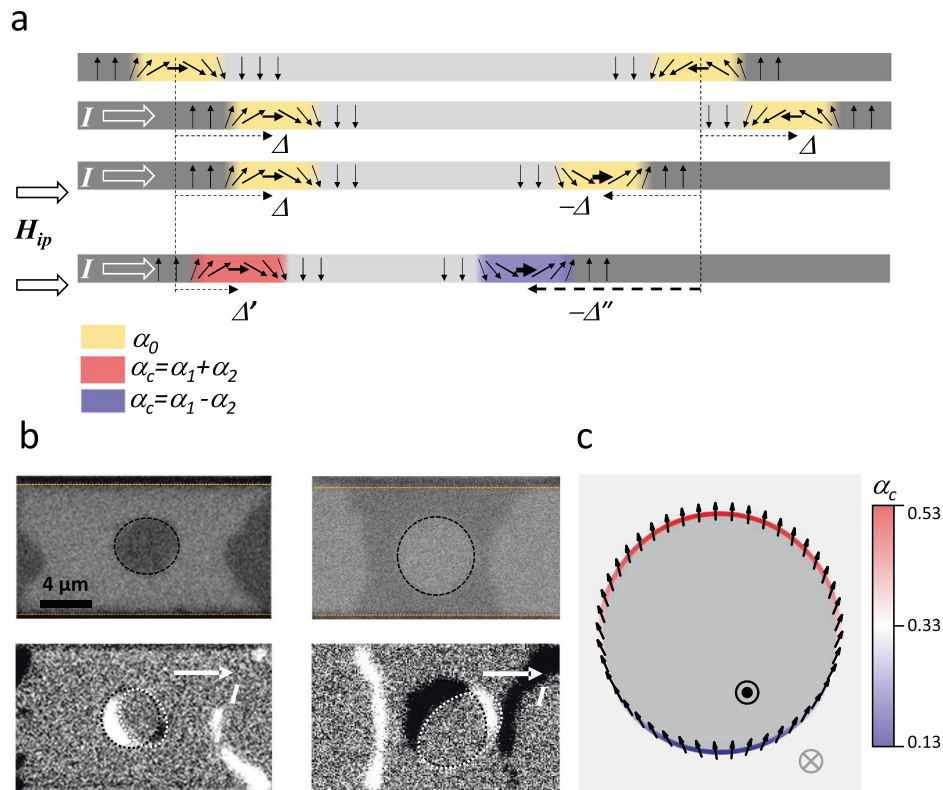 a
I
Δ
Δ
I
Δ
−Δ
H_ip
I
Δ'
−Δ''
α_0
α_c=α_1+α_2
α_c=α_1-α_2
b
c
4 μm
I
I
α_c
0.53
0.33
0.13